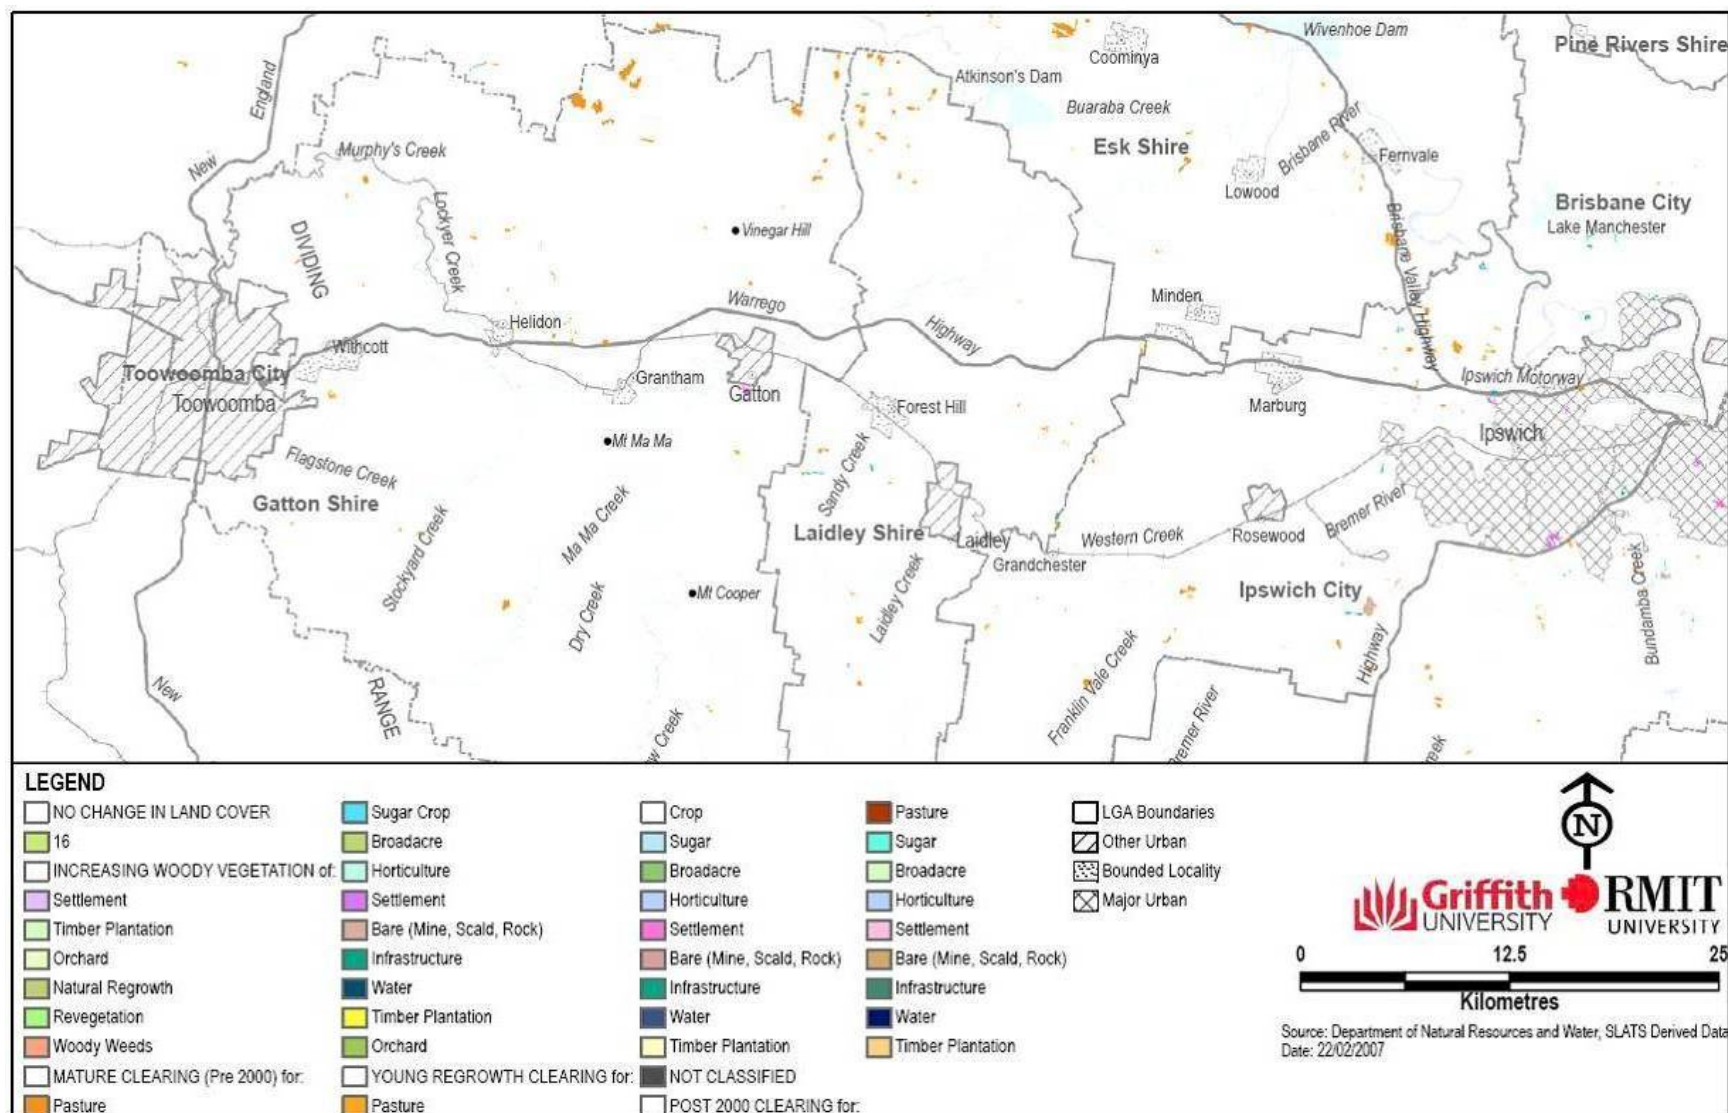 Wivenhoe Dam
Pine Rivers Shire
Coominya
Atkinson's Dam
England
Buaraba Creek
Esk Shire
Brisbane River
Fernvale
Murphy's Creek
New
Lowood
Brisbane City
Lake Manchester
Lockyer Creek
Vinegar Hill
DIVIDING
Brisbane Valley Highway
Minden
Warrego
Highway
Helidon
Withcott
Toowoomba City
Toowoomba
Grantham
Gatton
Forest Hill
Marburg
Ipswich Motorway
Ipswich
Mt Ma Ma
Flagstone Creek
Sandy Creek
Gatton Shire
Stockyard Creek
Ma Ma Creek
Laidley Shire
Laidley
Western Creek
Rosewood
Bremer River
Grandchester
Ipswich City
Mt Cooper
Dry Creek
Laidley Creek
Bundamba Creek
Franklin Vale Creek
Highway
New
RANGE
w Creek
Bremer River
reek
LEGEND
NO CHANGE IN LAND COVER
16
INCREASING WOODY VEGETATION of:
Settlement
Timber Plantation
Orchard
Natural Regrowth
Revegetation
Woody Weeds
MATURE CLEARING (Pre 2000) for:
Pasture
Sugar Crop
Broadacre
Horticulture
Settlement
Bare (Mine, Scald, Rock)
Infrastructure
Water
Timber Plantation
Orchard
YOUNG REGROWTH CLEARING for:
Pasture
Crop
Sugar
Broadacre
Horticulture
Settlement
Bare (Mine, Scald, Rock)
Infrastructure
Water
Timber Plantation
NOT CLASSIFIED
POST 2000 CLEARING for:
Pasture
Sugar
Broadacre
Horticulture
Settlement
Bare (Mine, Scald, Rock)
Infrastructure
Water
Timber Plantation
LGA Boundaries
Other Urban
Bounded Locality
Major Urban
N
Griffith
UNIVERSITY
RMIT
UNIVERSITY
0 12.5 25
Kilometres
Source: Department of Natural Resources and Water, SLATS Derived Data
Date: 22/02/2007